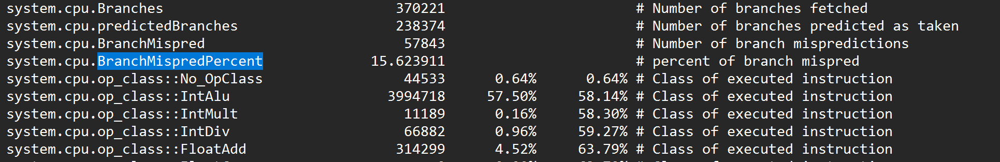 system.cpu.Branches 370221 # Number of branches fetched
system.cpu.predictedBranches 238374 # Number of branches predicted as taken
system.cpu.BranchMispred 57843 # Number of branch mispredictions
system.cpu.BranchMispredPercent 15.623911 # percent of branch mispred
system.cpu.op_class::No_OpClass 44533 0.64% 0.64% # Class of executed instruction
system.cpu.op_class::IntAlu 3994718 57.50% 58.14% # Class of executed instruction
system.cpu.op_class::IntMult 11189 0.16% 58.30% # Class of executed instruction
system.cpu.op_class::IntDiv 66882 0.96% 59.27% # Class of executed instruction
system.cpu.op_class::FloatAdd 314299 4.52% 63.79% # Class of executed instruction